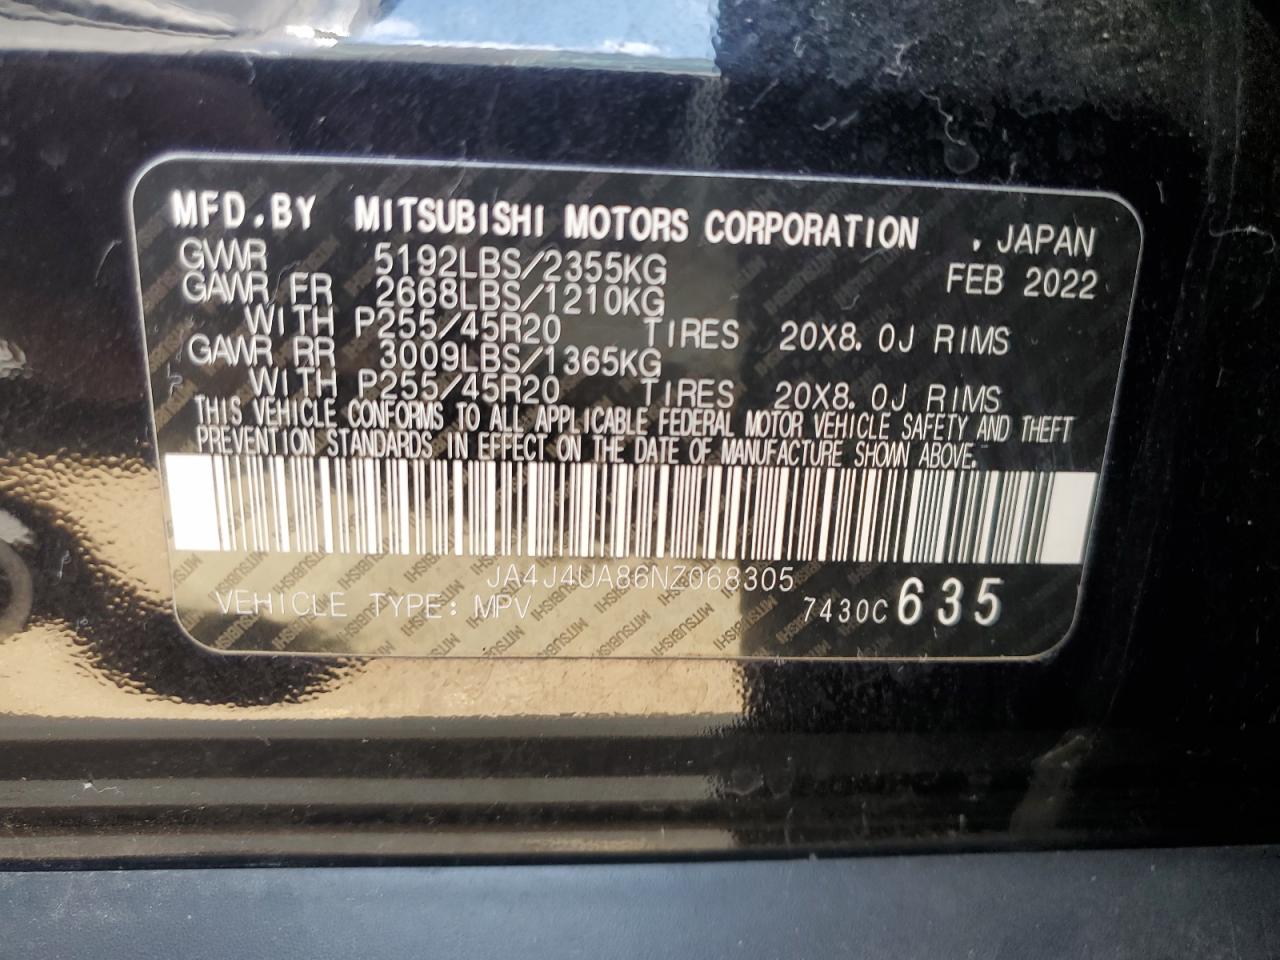 MFD.BY MITSUBISHI MOTORS CORPORATION , JAPAN
GVWR 5192LBS/2355KG FEB 2022
GAWR FR 2668LBS/1210KG
WITH P255/45R20 TIRES 20X8.0J RIMS
GAWR RR 3009LBS/1365KG
WITH P255/45R20 TIRES 20X8.0J RIMS
THIS VEHICLE CONFORMS TO ALL APPLICABLE FEDERAL MOTOR VEHICLE SAFETY AND THEFT
PREVENTION STANDARDS IN EFFECT ON THE DATE OF MANUFACTURE SHOWN ABOVE.
JA4J4UA86NZ068305
VEHICLE TYPE: MPV 7430C 635